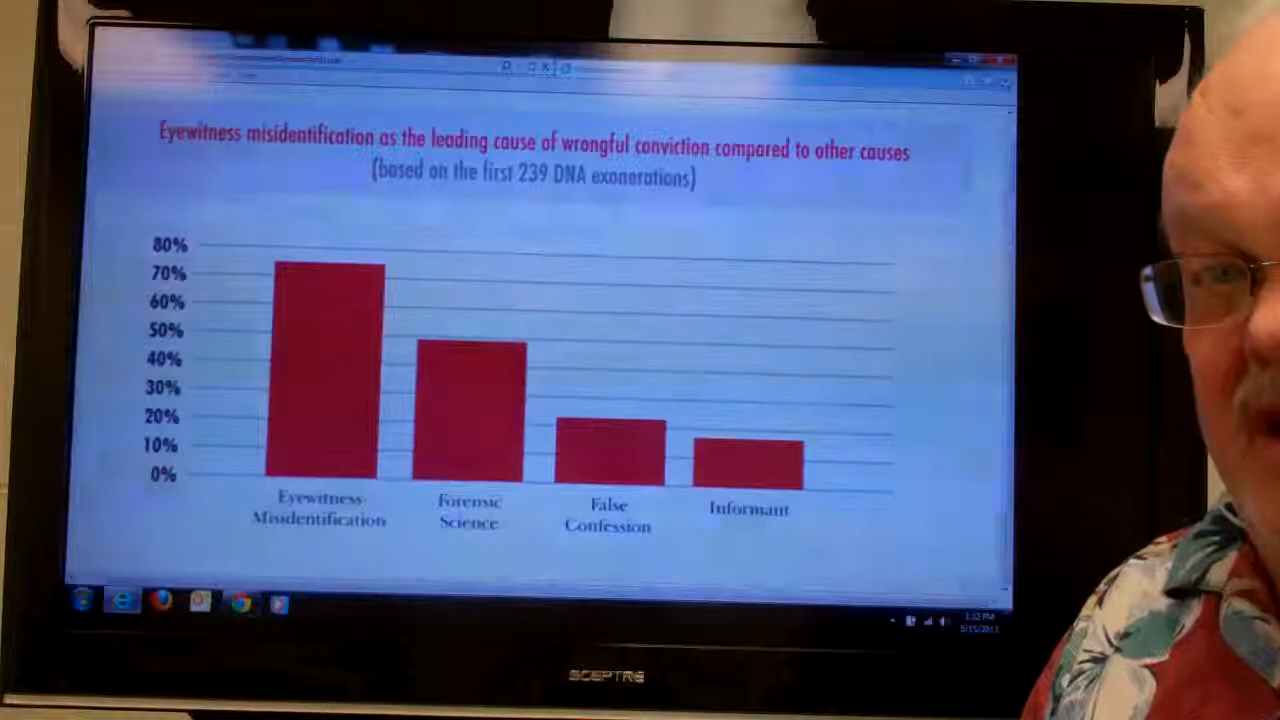 Eyewitness misidentification as the leading cause of wrongful conviction compared to other causes
(based on the first 239 DNA exonerations)
80%
70%
60%
50%
40%
30%
20%
10%
0%
Eyewitness
Misidentification
Forensic
Science
False
Confession
Informant
SCEPTRE